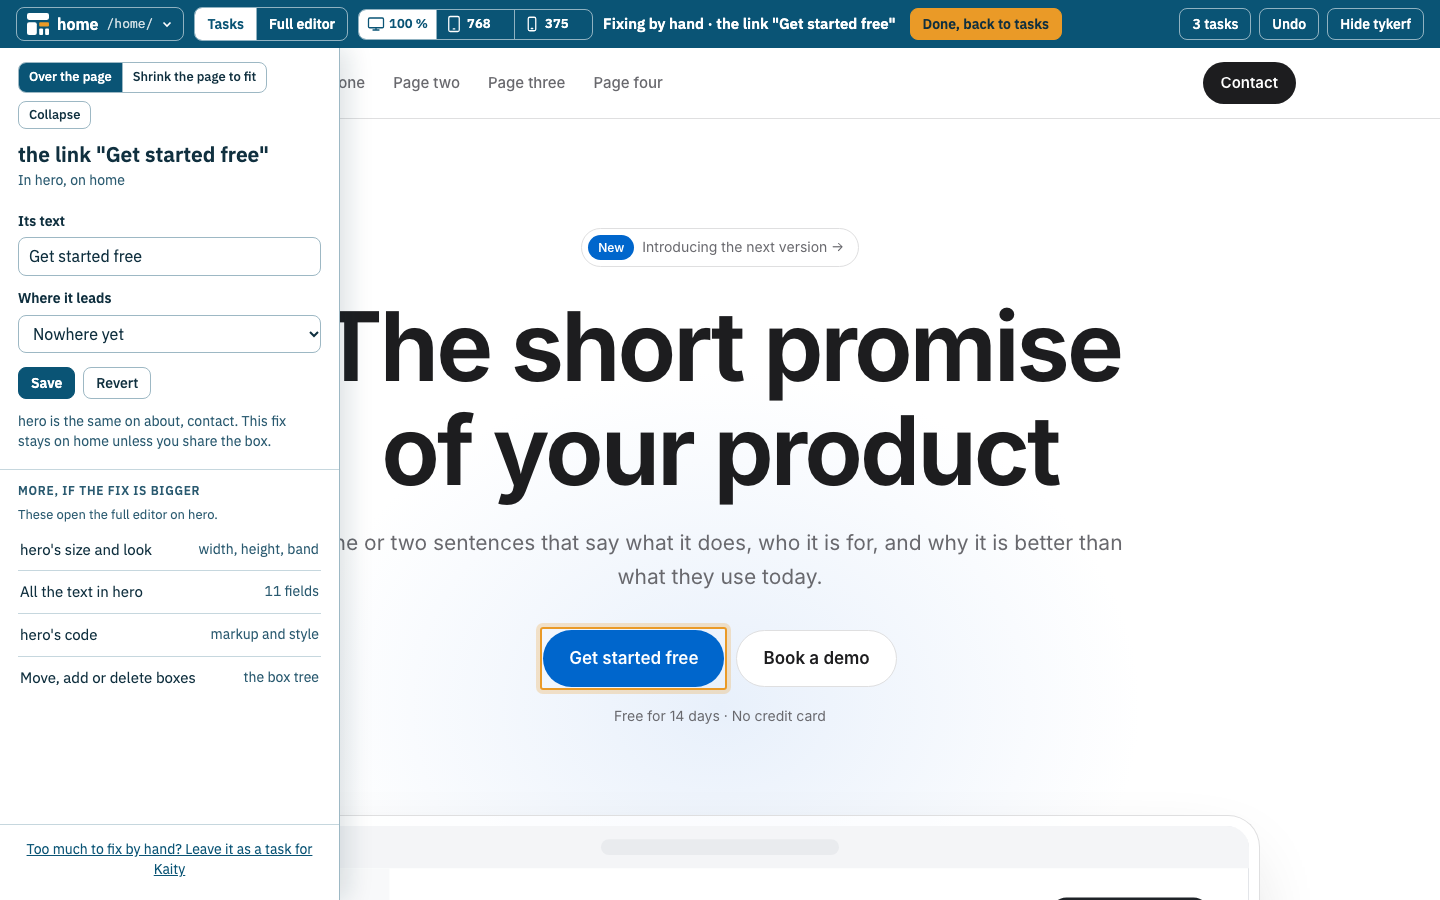 home /home/
Tasks
Full editor
100 %
768
375
Fixing by hand · the link "Get started free"
Done, back to tasks
3 tasks
Undo
Hide tykerf
Over the page
Shrink the page to fit
Collapse
the link "Get started free"
In hero, on home
Its text
Get started free
Where it leads
Nowhere yet
Save
Revert
hero is the same on about, contact. This fix
stays on home unless you share the box.
MORE, IF THE FIX IS BIGGER
These open the full editor on hero.
hero's size and look
width, height, band
All the text in hero
11 fields
hero's code
markup and style
Move, add or delete boxes
the box tree
Too much to fix by hand? Leave it as a task for
Kaity
one
Page two
Page three
Page four
Contact
New
Introducing the next version →
The short promise
of your product
ne or two sentences that say what it does, who it is for, and why it is better than
what they use today.
Get started free
Book a demo
Free for 14 days · No credit card